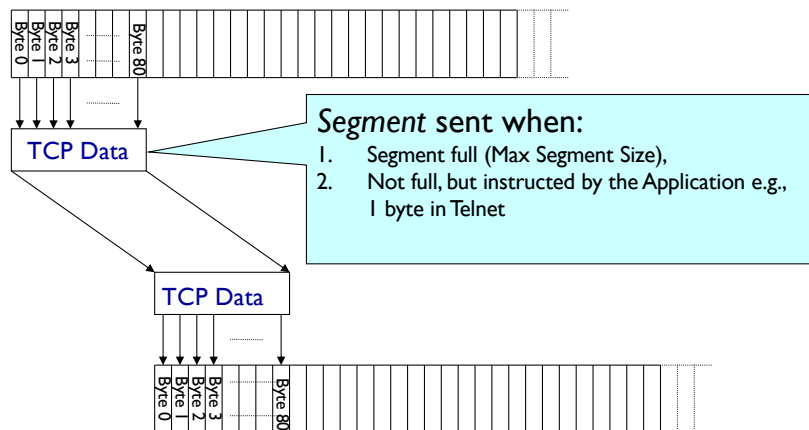 Byte 0
Byte 1
Byte 2
Byte 3
Byte 80
TCP Data
Segment sent when:
1. Segment full (Max Segment Size),
2. Not full, but instructed by the Application e.g.,
1 byte in Telnet
TCP Data
Byte 0
Byte 1
Byte 2
Byte 3
Byte 80